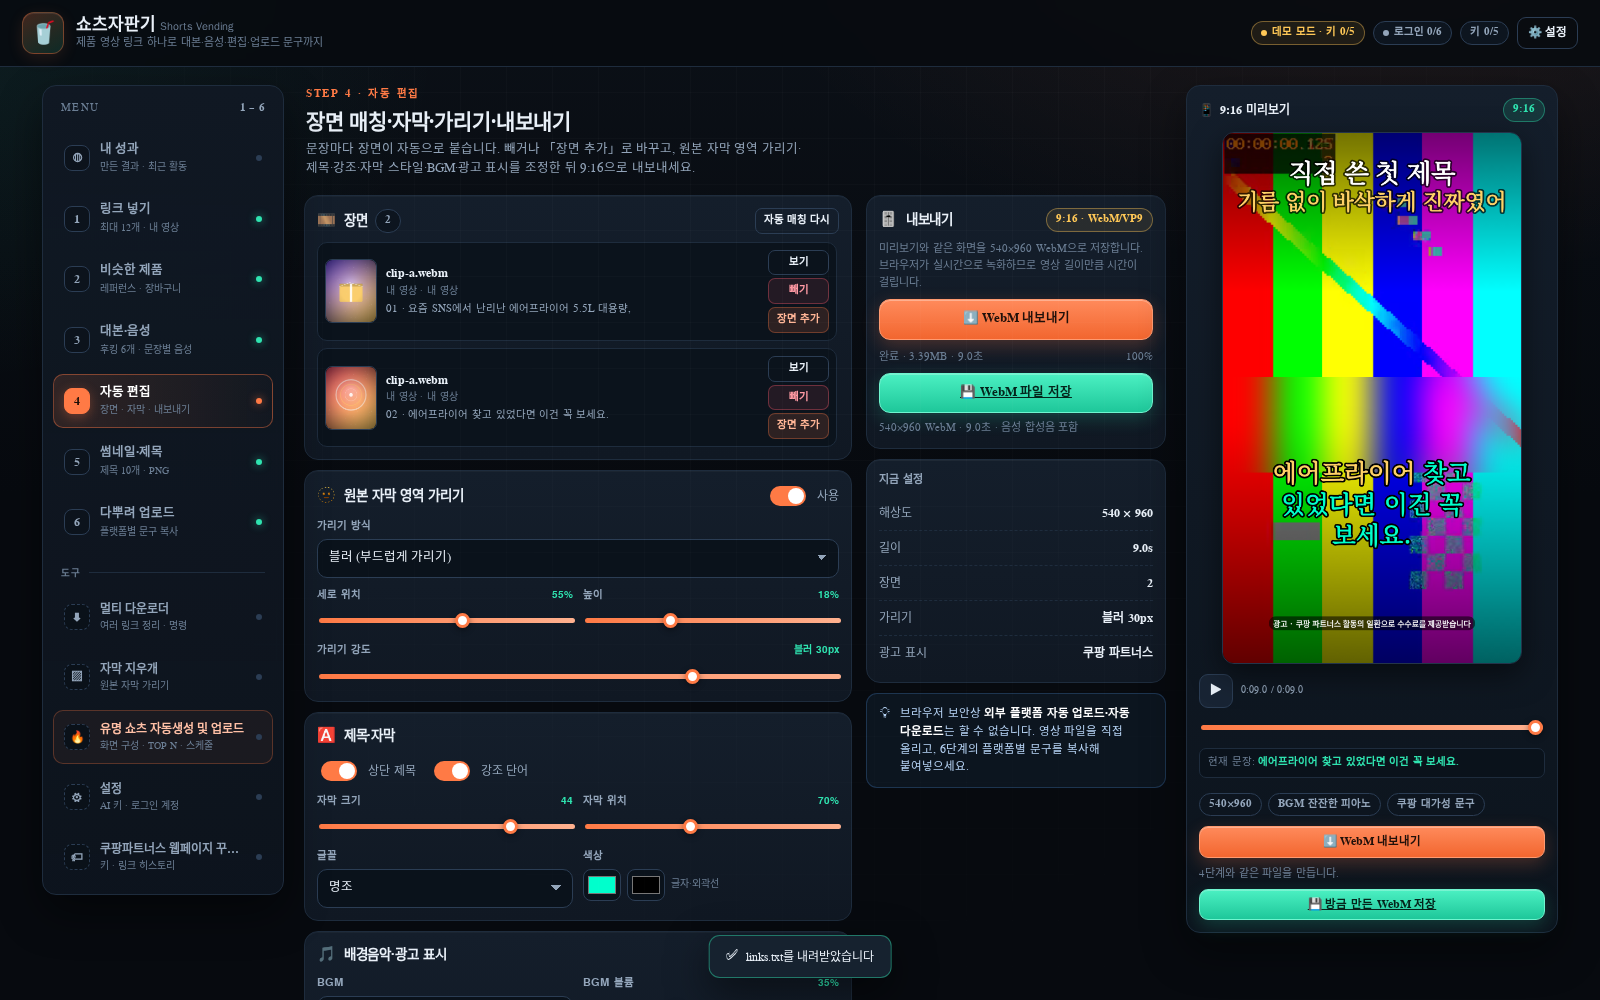 쇼츠자판기 Shorts Vending
제품 영상 링크 하나로 대본·음성·편집·업로드 문구까지
데모 모드 · 키 0/5
로그인 0/6
키 0/5
설정
MENU
1 – 6
내 성과
만든 결과 · 최근 활동
1
링크 넣기
최대 12개 · 내 영상
2
비슷한 제품
레퍼런스 · 장바구니
3
대본·음성
후킹 6개 · 문장별 음성
4
자동 편집
장면 · 자막 · 내보내기
5
썸네일·제목
제목 10개 · PNG
6
다뿌려 업로드
플랫폼별 문구 복사
도구
멀티 다운로더
여러 링크 정리 · 명령
자막 지우개
원본 자막 가리기
유명 쇼츠 자동생성 및 업로드
화면 구성 · TOP N · 스케줄
설정
AI 키 · 로그인 계정
쿠팡파트너스 웹페이지 꾸…
키 · 링크 히스토리
STEP 4 · 자동 편집
장면 매칭·자막·가리기·내보내기
문장마다 장면이 자동으로 붙습니다. 빼거나 「장면 추가」로 바꾸고, 원본 자막 영역 가리기·
제목·강조·자막 스타일·BGM·광고 표시를 조정한 뒤 9:16으로 내보내세요.
장면 2
자동 매칭 다시
clip-a.webm
내 영상 · 내 영상
01 · 요즘 SNS에서 난리난 에어프라이어 5.5L 대용량,
보기
빼기
장면 추가
clip-a.webm
내 영상 · 내 영상
02 · 에어프라이어 찾고 있었다면 이건 꼭 보세요.
보기
빼기
장면 추가
원본 자막 영역 가리기
사용
가리기 방식
블러 (부드럽게 가리기)
세로 위치 55%
높이 18%
가리기 강도 블러 30px
제목·자막
상단 제목
강조 단어
자막 크기 44
자막 위치 70%
글꼴
명조
색상
글자·외곽선
배경음악·광고 표시
BGM
BGM 볼륨 35%
내보내기
9:16 · WebM/VP9
미리보기와 같은 화면을 540×960 WebM으로 저장합니다.
브라우저가 실시간으로 녹화하므로 영상 길이만큼 시간이
걸립니다.
WebM 내보내기
완료 · 3.39MB · 9.0초 100%
WebM 파일 저장
540×960 WebM · 9.0초 · 음성 합성음 포함
지금 설정
해상도 540 × 960
길이 9.0s
장면 2
가리기 블러 30px
광고 표시 쿠팡 파트너스
브라우저 보안상 외부 플랫폼 자동 업로드·자동
다운로드는 할 수 없습니다. 영상 파일을 직접
올리고, 6단계의 플랫폼별 문구를 복사해
붙여넣으세요.
links.txt를 내려받았습니다
9:16 미리보기
9:16
00:00:00.125
직접 쓴 첫 제목
기름 없이 바삭하게 진짜였어
에어프라이어 찾고
있었다면 이건 꼭
보세요.
광고 · 쿠팡 파트너스 활동의 일환으로 수수료를 제공받습니다
0:09.0 / 0:09.0
현재 문장: 에어프라이어 찾고 있었다면 이건 꼭 보세요.
540×960
BGM 잔잔한 피아노
쿠팡 대가성 문구
WebM 내보내기
4단계와 같은 파일을 만듭니다.
방금 만든 WebM 저장